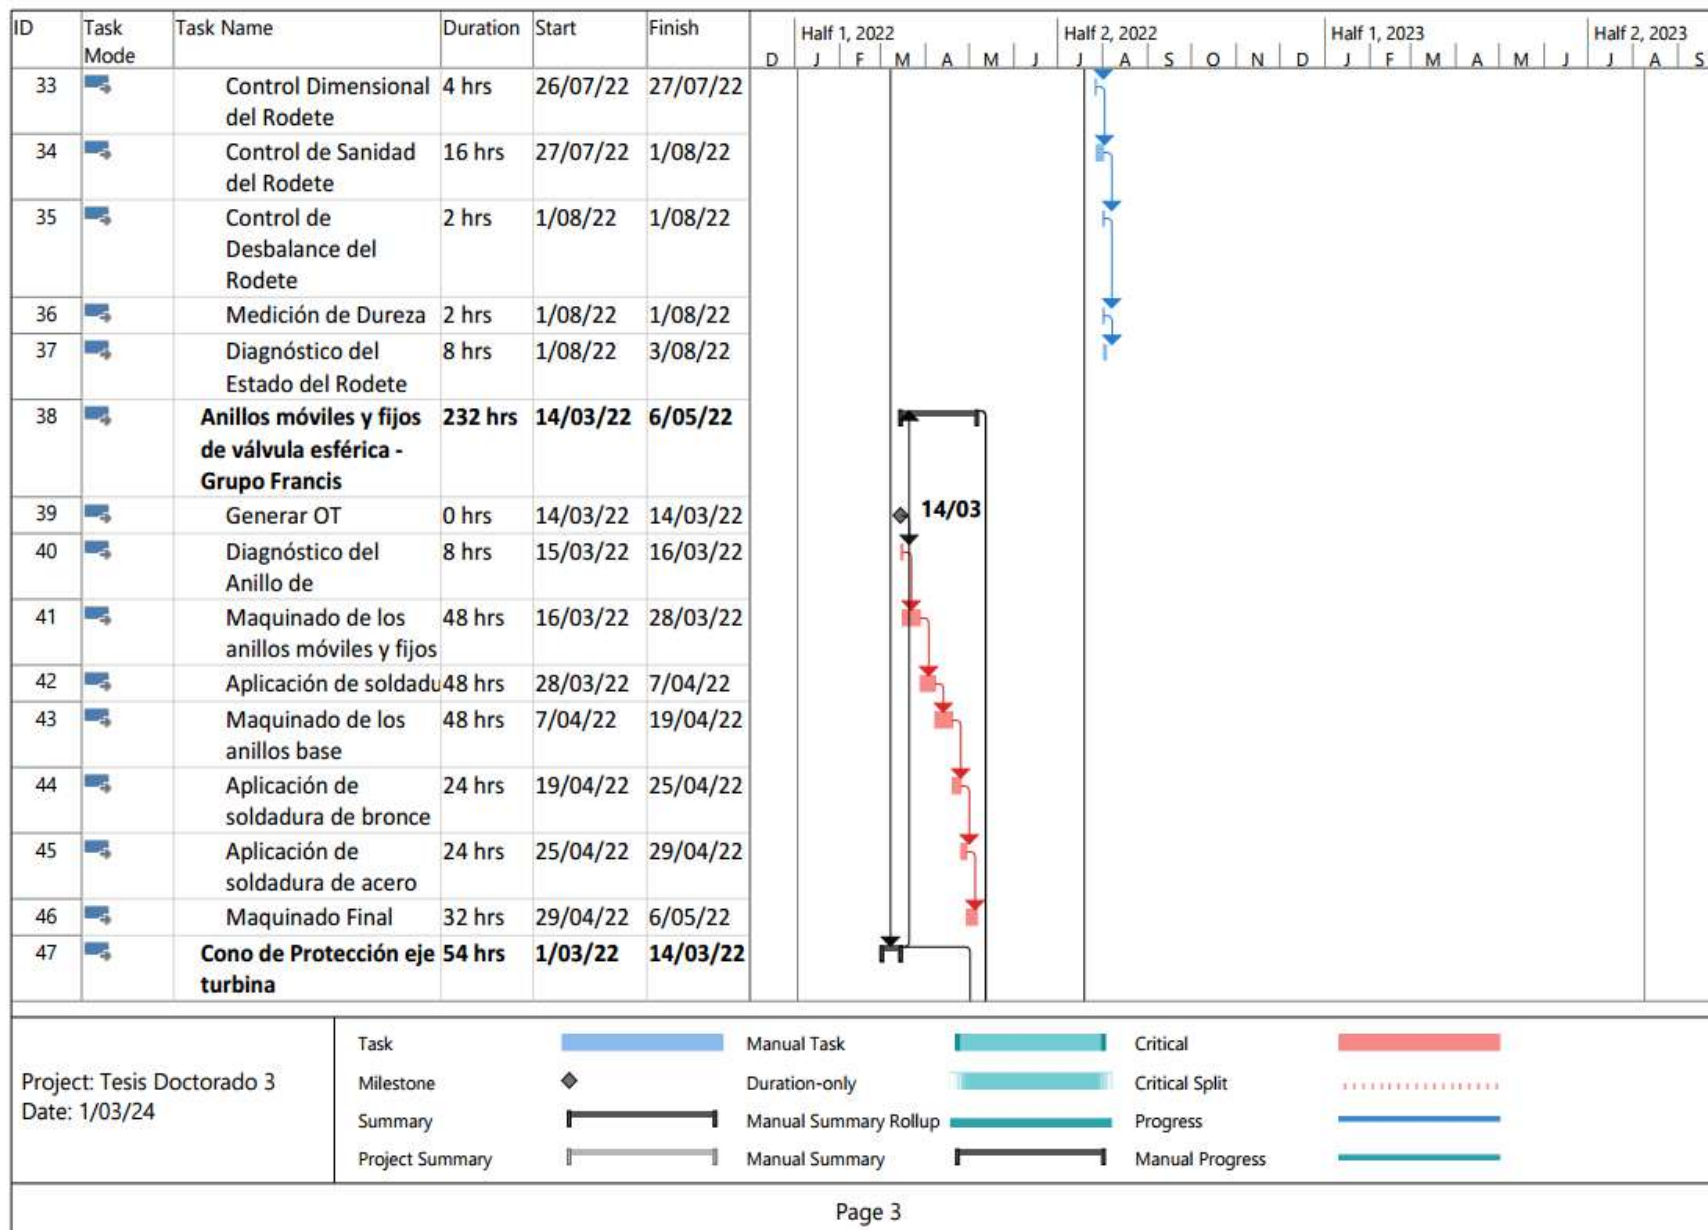 ID Task Task Name Duration Start Finish Half 1, 2022 Half 2, 2022 Half 1, 2023 Half 2, 2023
Mode D J F M A M J J A S O N D J F M A M J J A S
33 Control Dimensional 4 hrs 26/07/22 27/07/22
del Rodete
34 Control de Sanidad 16 hrs 27/07/22 1/08/22
del Rodete
35 Control de 2 hrs 1/08/22 1/08/22
Desbalance del
Rodete
36 Medición de Dureza 2 hrs 1/08/22 1/08/22
37 Diagnóstico del 8 hrs 1/08/22 3/08/22
Estado del Rodete
38 Anillos móviles y fijos 232 hrs 14/03/22 6/05/22
de válvula esférica -
Grupo Francis
39 Generar OT 0 hrs 14/03/22 14/03/22 14/03
40 Diagnóstico del 8 hrs 15/03/22 16/03/22
Anillo de
41 Maquinado de los 48 hrs 16/03/22 28/03/22
anillos móviles y fijos
42 Aplicación de soldadu 48 hrs 28/03/22 7/04/22
43 Maquinado de los 48 hrs 7/04/22 19/04/22
anillos base
44 Aplicación de 24 hrs 19/04/22 25/04/22
soldadura de bronce
45 Aplicación de 24 hrs 25/04/22 29/04/22
soldadura de acero
46 Maquinado Final 32 hrs 29/04/22 6/05/22
47 Cono de Protección eje 54 hrs 1/03/22 14/03/22
turbina
Project: Tesis Doctorado 3
Date: 1/03/24
Task Manual Task Critical
Milestone Duration-only Critical Split
Summary Manual Summary Rollup Progress
Project Summary Manual Summary Manual Progress
Page 3